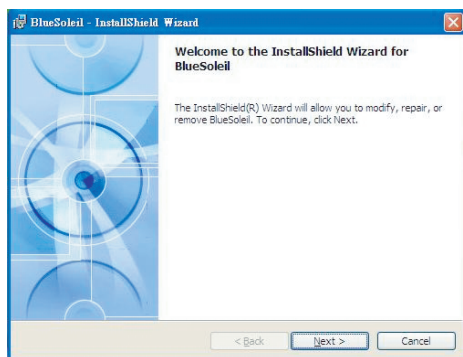 BlueSoleil - InstallShield Wizard
Welcome to the InstallShield Wizard for
BlueSoleil
The InstallShield(R) Wizard will allow you to modify, repair, or
remove BlueSoleil. To continue, click Next.
< Back
Next >
Cancel